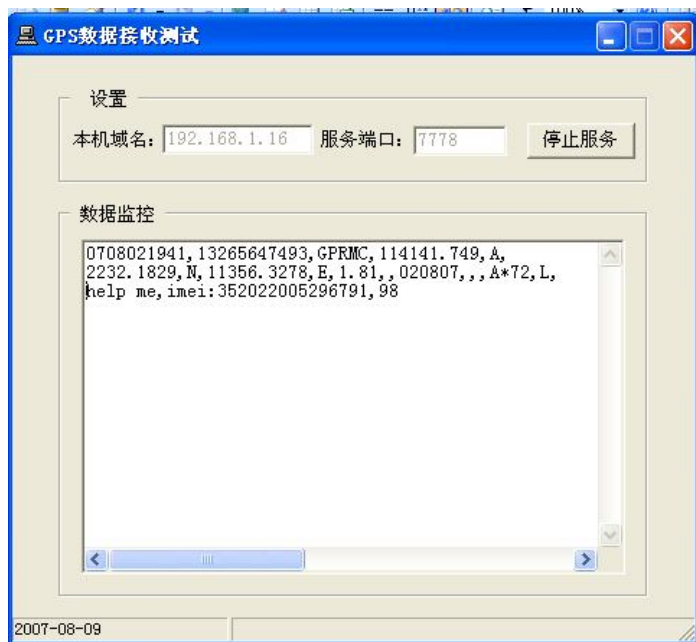 GPS数据接收测试
设置
本机域名: 192.168.1.16 服务端口: 7778 停止服务
数据监控
0708021941,13265647493,GPRMC,114141.749,A,
2232.1829,N,11356.3278,E,1.81,,020807,,,A*72,L,
help me,imei:352022005296791,98
2007-08-09